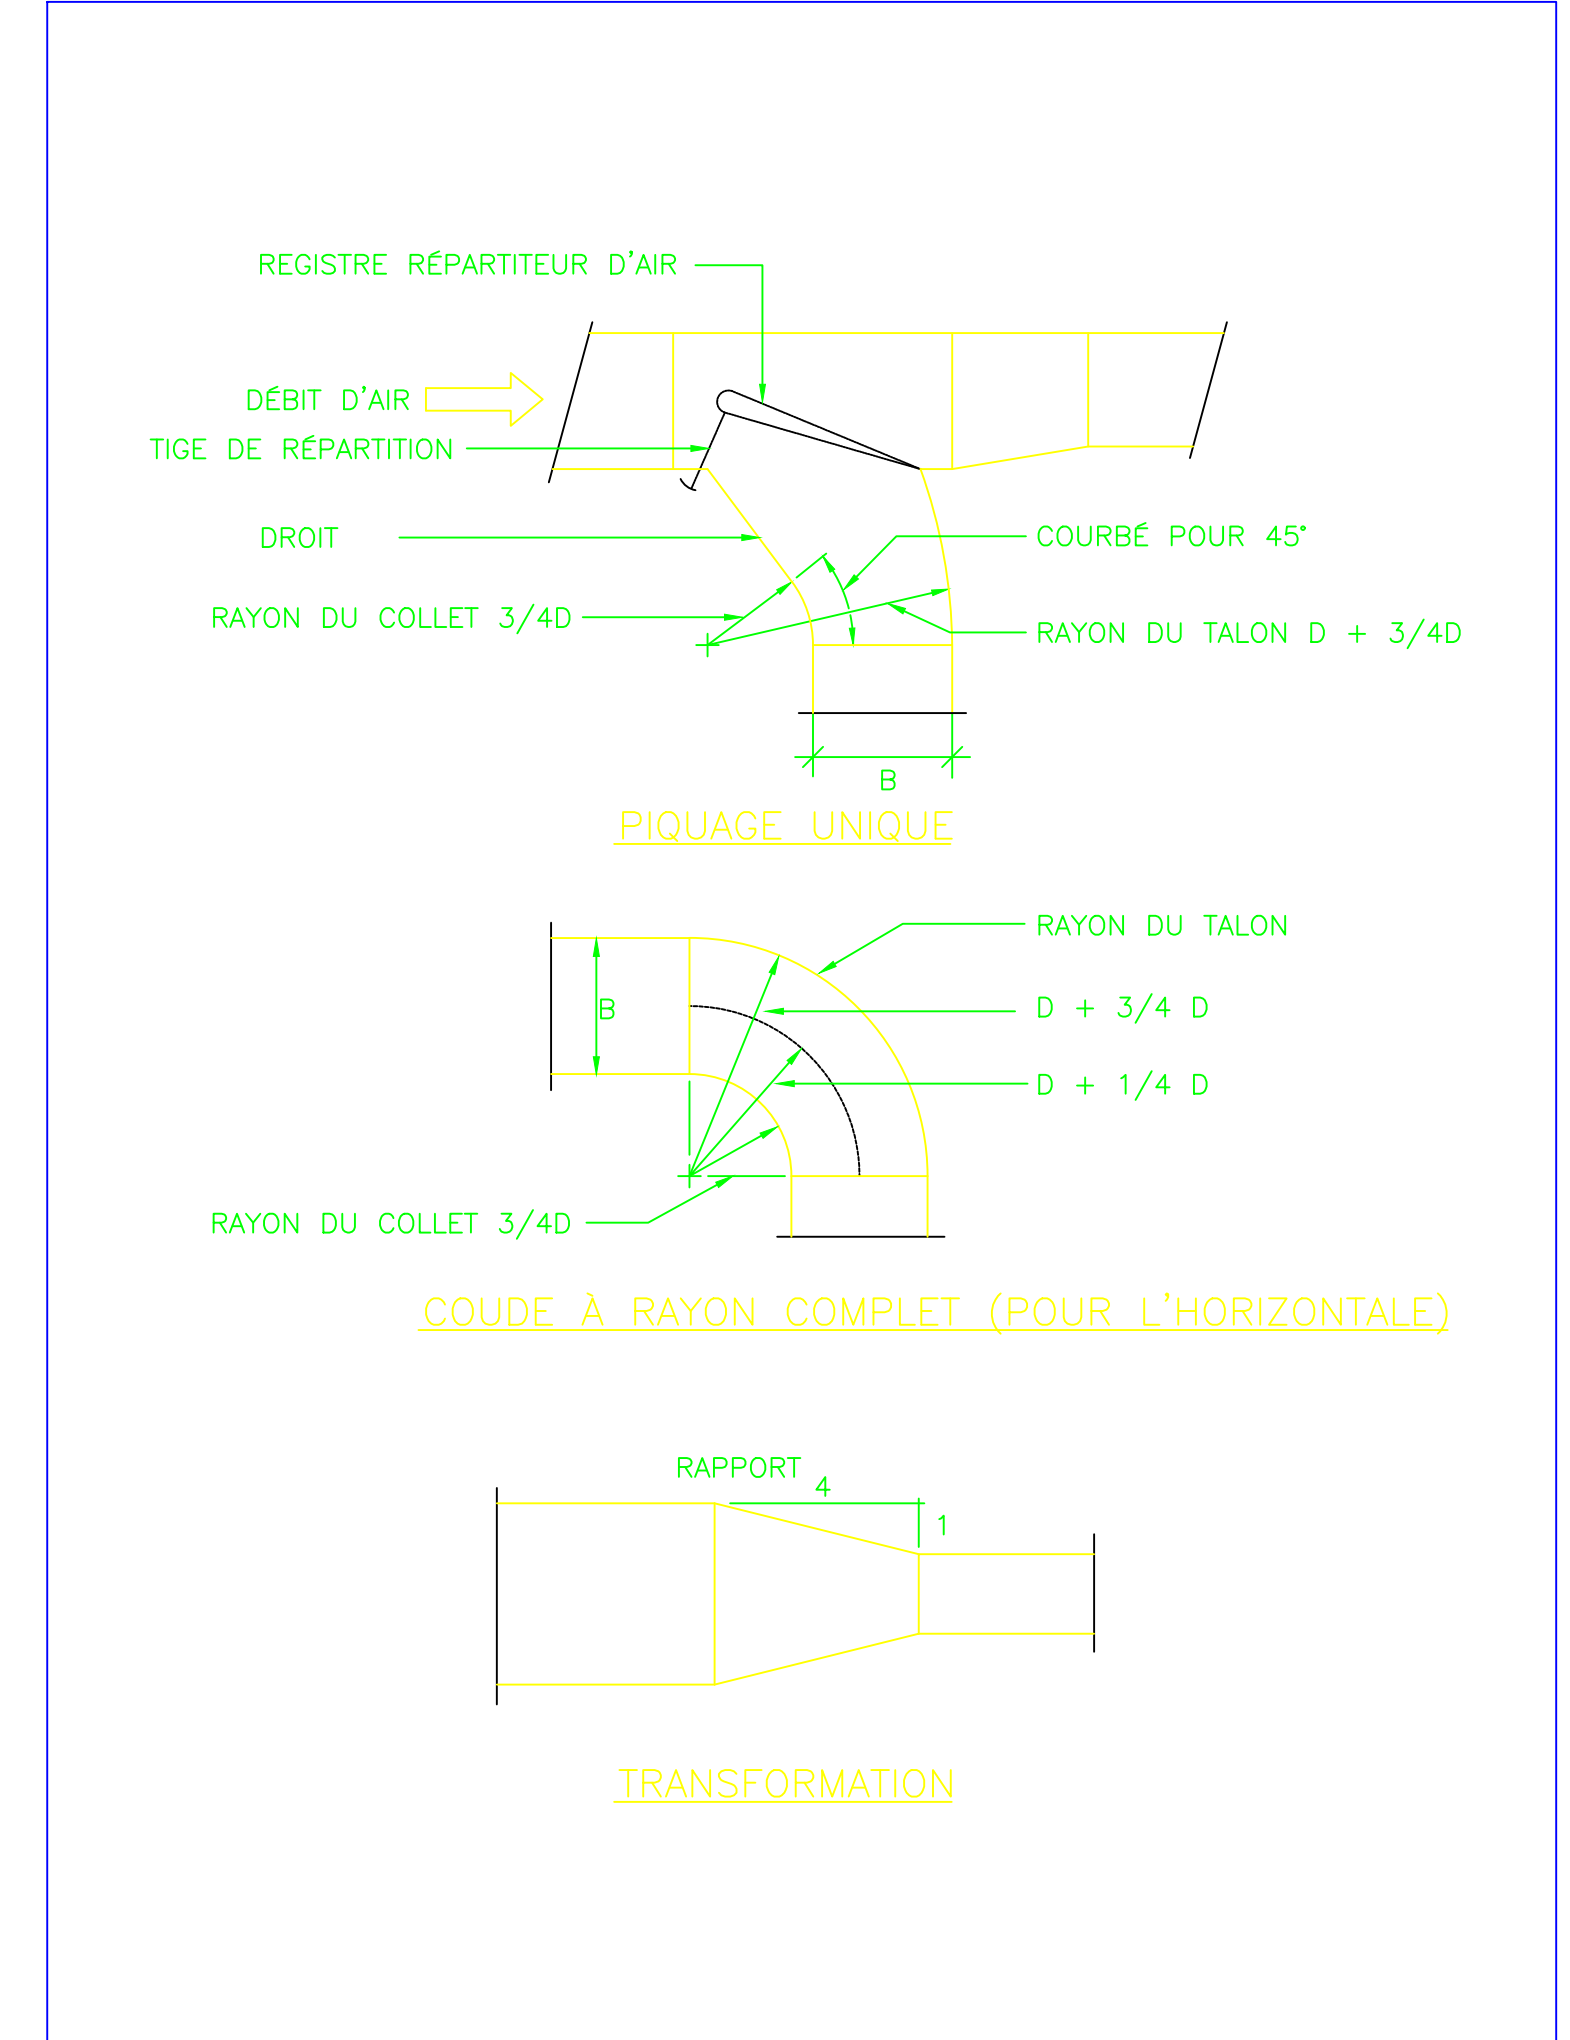 REGISTRE RÉPARTITEUR D'AIR
DÉBIT D'AIR
TIGE DE RÉPARTITION
DROIT
COURBÉ POUR 45°
RAYON DU COLLET 3/4D
RAYON DU TALON D + 3/4D
B
PIQUAGE UNIQUE
RAYON DU TALON
B
D + 3/4 D
D + 1/4 D
RAYON DU COLLET 3/4D
COUDE À RAYON COMPLET (POUR L'HORIZONTALE)
RAPPORT
4
1
TRANSFORMATION